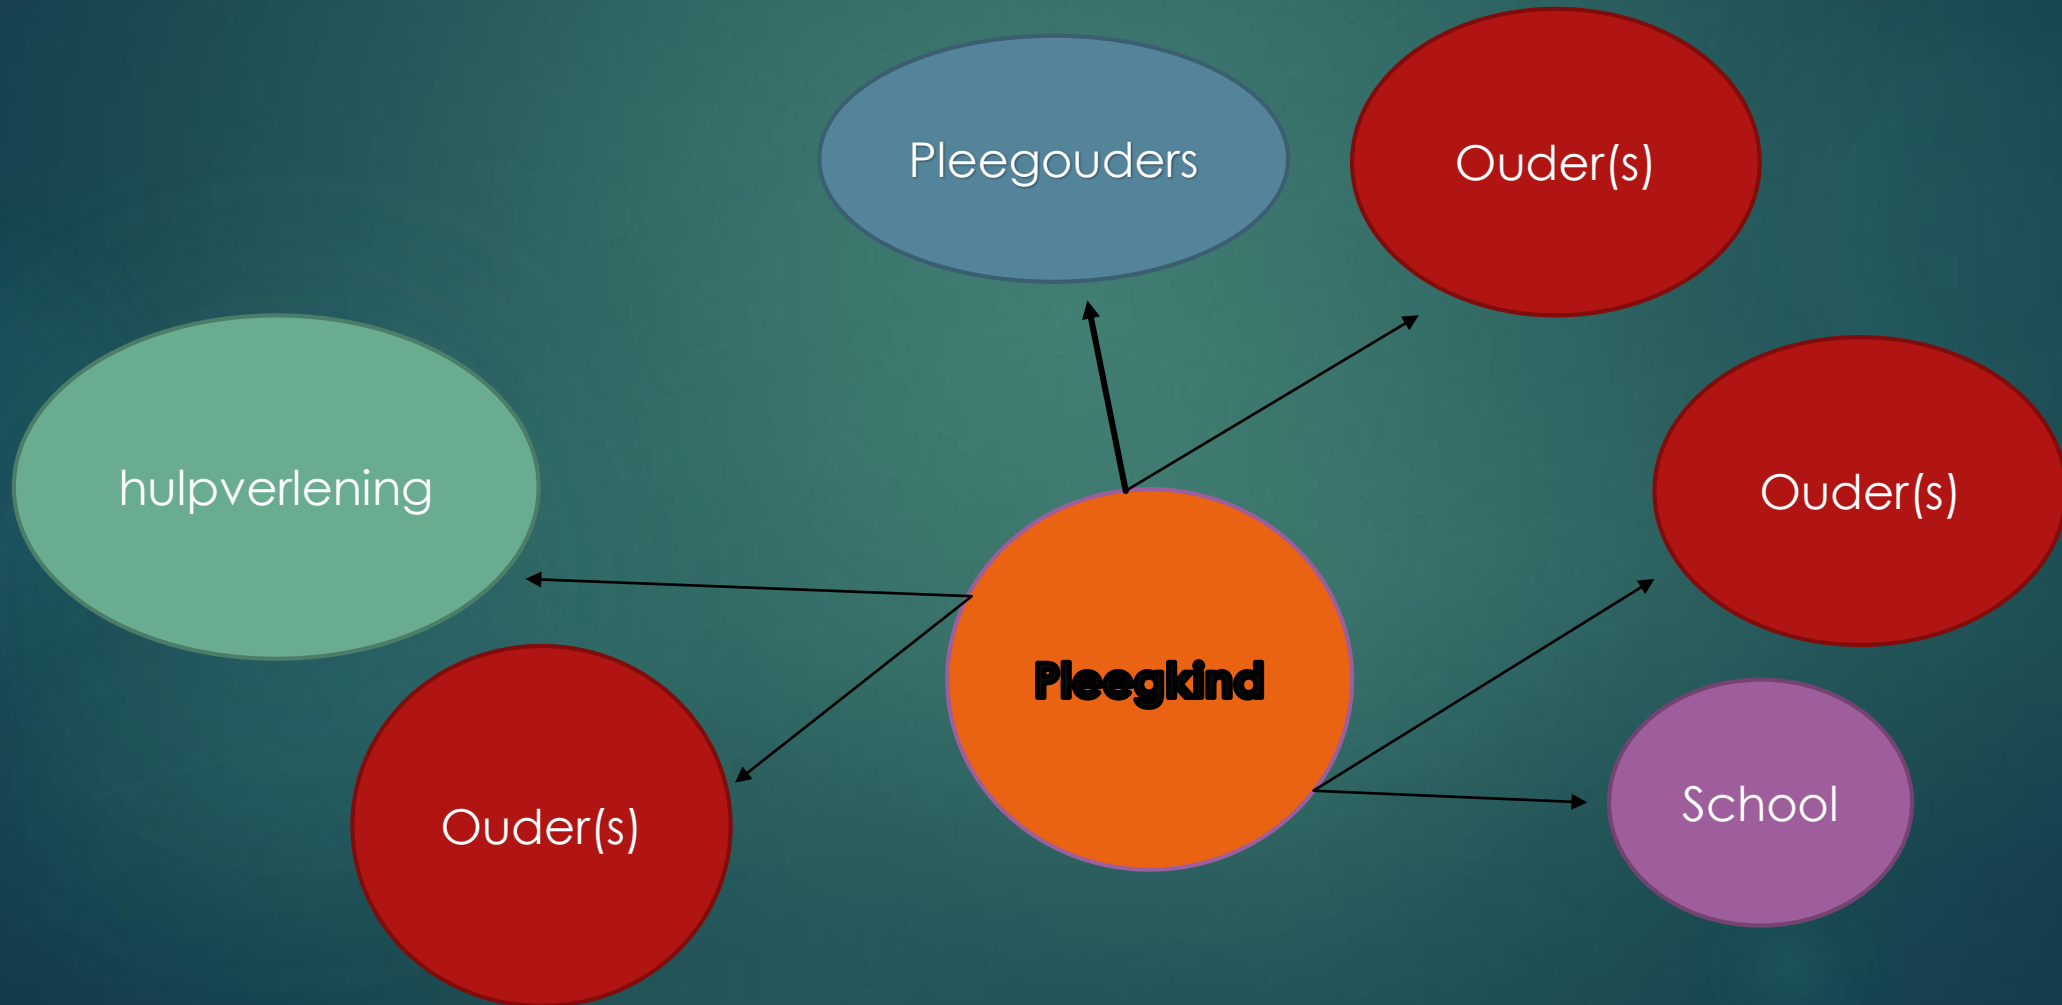 Pleegouders
Ouder(s)
hulpverlening
Ouder(s)
Pleegkind
School
Ouder(s)